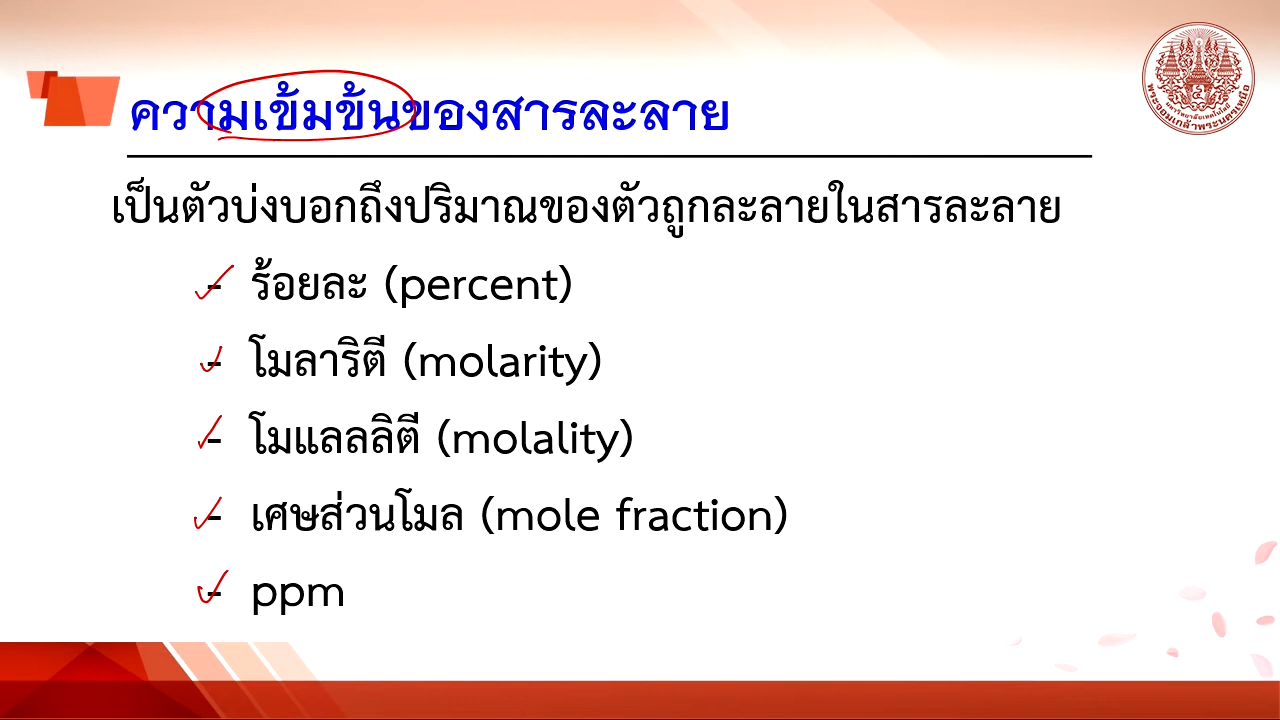 ความเข้มข้นของสารละลาย
เป็นตัวบ่งบอกถึงปริมาณของตัวถูกละลายในสารละลาย
- ร้อยละ (percent)
- โมลาริตี (molarity)
- โมแลลลิตี (molality)
- เศษส่วนโมล (mole fraction)
- ppm